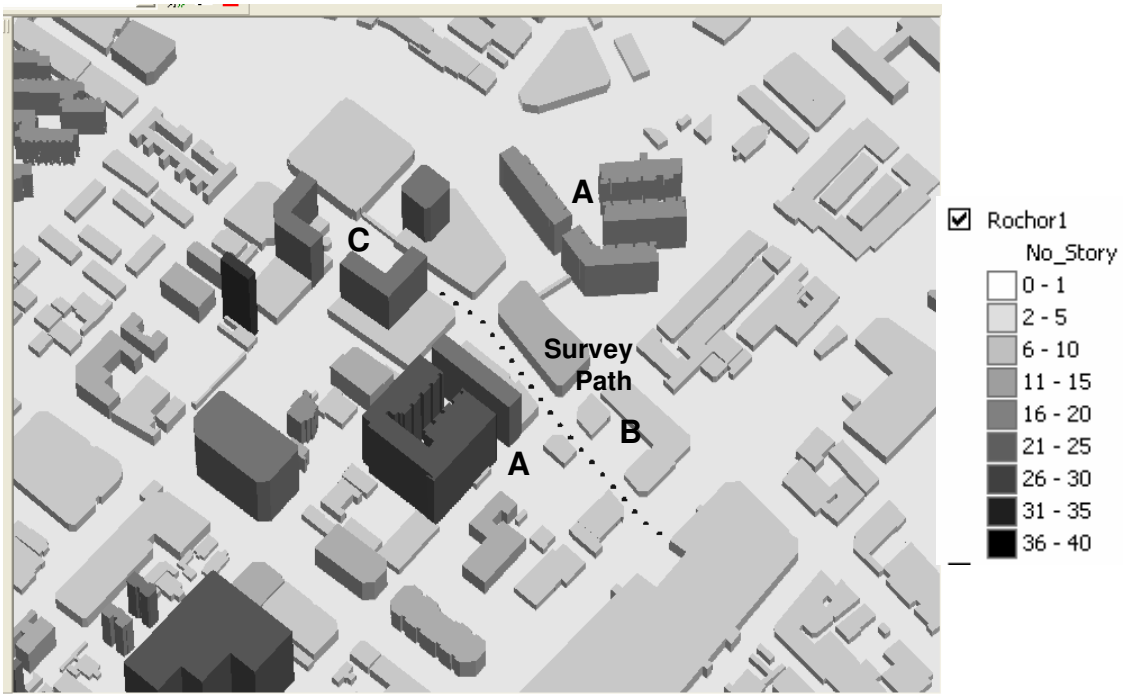 A
C
Survey
Path
B
A
Rochor1
No_Story
0 - 1
2 - 5
6 - 10
11 - 15
16 - 20
21 - 25
26 - 30
31 - 35
36 - 40